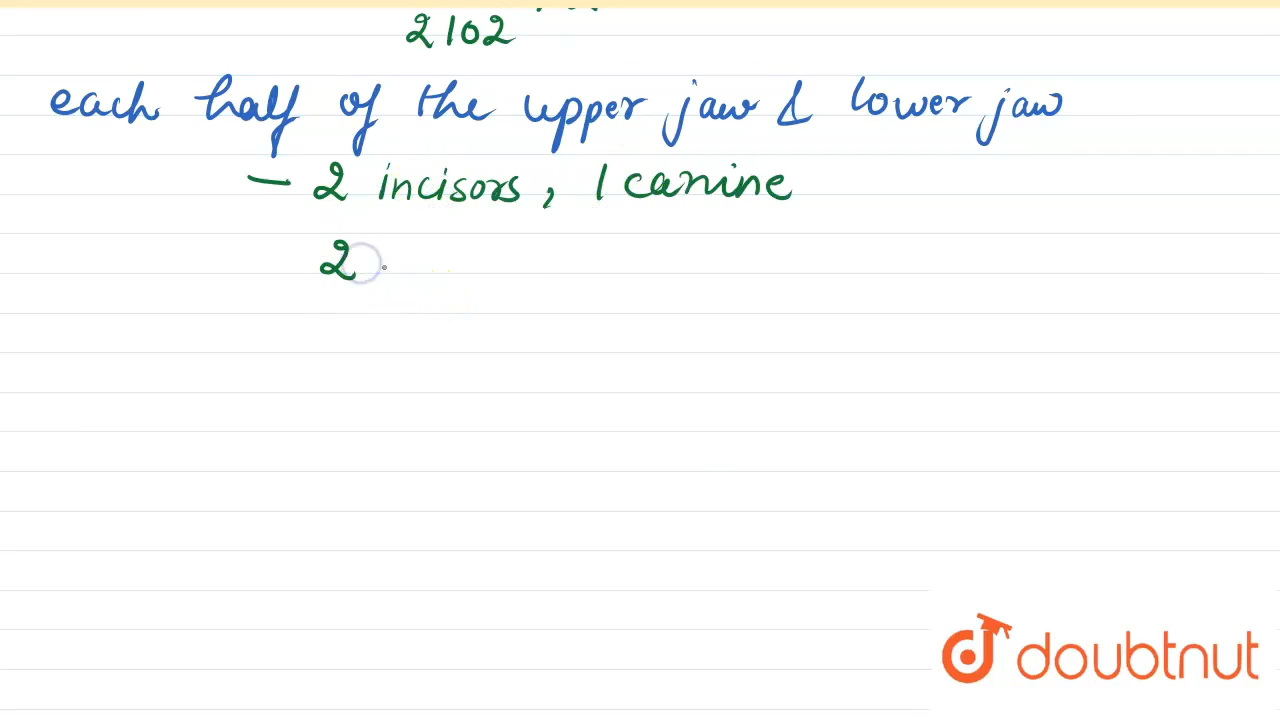 2102
each half of the upper jaw & lower jaw
- 2 incisors, 1 canine
2
doubtnut